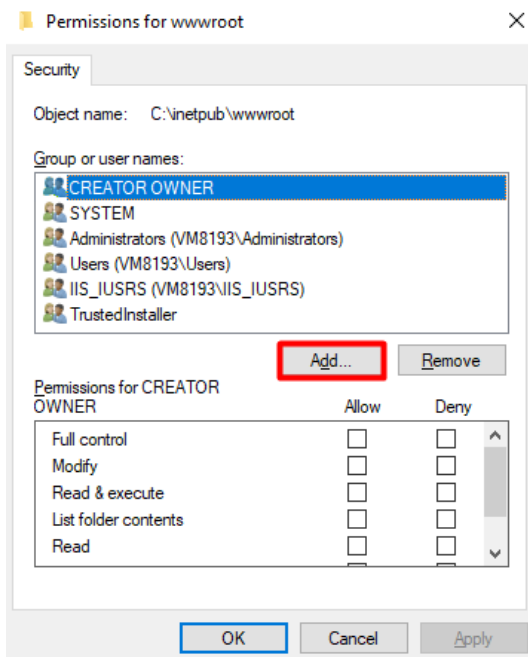 Permissions for wwwroot
Security
Object name: C:\inetpub\wwwroot
Group or user names:
CREATOR OWNER
SYSTEM
Administrators (VM8193\Administrators)
Users (VM8193\Users)
IIS_IUSRS (VM8193\IIS_IUSRS)
TrustedInstaller
Add... Remove
Permissions for CREATOR
OWNER Allow Deny
Full control
Modify
Read & execute
List folder contents
Read
OK Cancel Apply